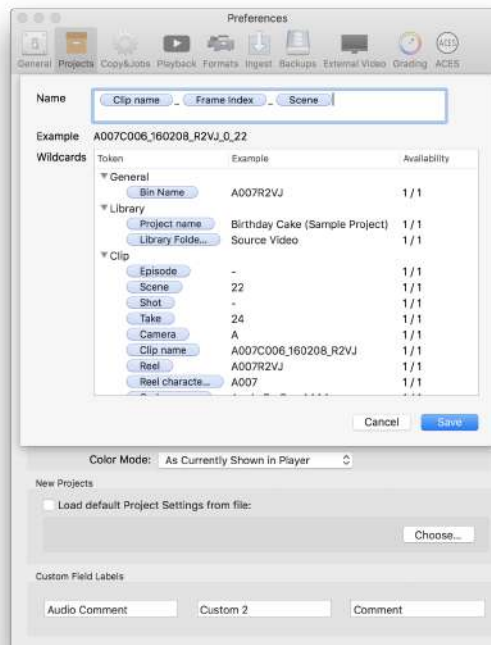 Preferences
General Projects Copy&Jobs Playback Formats Ingest Backups External Video Grading ACES
Name Clip name _ Frame Index _ Scene
Example A007C006_160208_R2VJ_0_22
Wildcards Token Example Availability
General
Bin Name A007R2VJ 1 / 1
Library
Project name Birthday Cake (Sample Project) 1 / 1
Library Folde... Source Video 1 / 1
Clip
Episode - 1 / 1
Scene 22 1 / 1
Shot - 1 / 1
Take 24 1 / 1
Camera A 1 / 1
Clip name A007C006_160208_R2VJ 1 / 1
Reel A007R2VJ 1 / 1
Reel characte... A007 1 / 1
Cancel Save
Color Mode: As Currently Shown in Player
New Projects
Load default Project Settings from file:
Choose...
Custom Field Labels
Audio Comment Custom 2 Comment